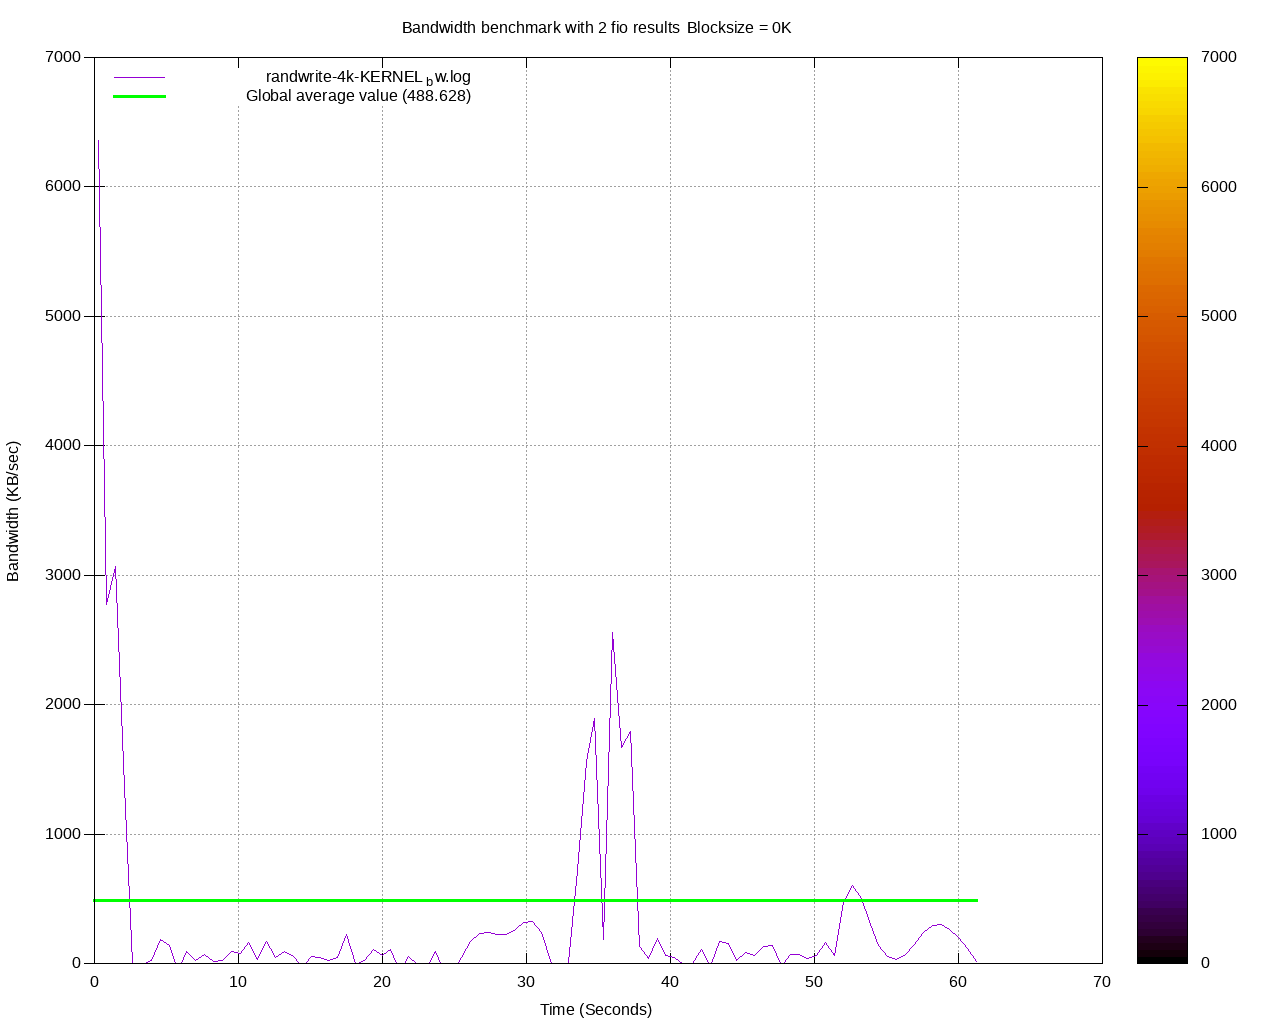 Bandwidth benchmark with 2 fio results Blocksize = 0K
randwrite-4k-KERNEL_bw.log
Global average value (488.628)
7000
6000
5000
4000
3000
2000
1000
0
Bandwidth (KB/sec)
0 10 20 30 40 50 60 70
Time (Seconds)
7000
6000
5000
4000
3000
2000
1000
0